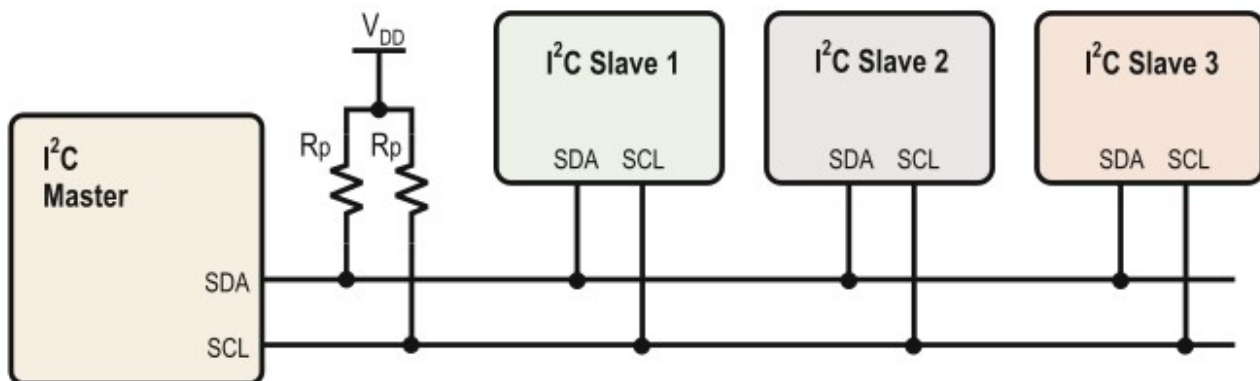 V_DD
I²C Slave 1
I²C Slave 2
I²C Slave 3
Rp
Rp
I²C
Master
SDA
SCL
SDA
SCL
SDA
SCL
SDA
SCL